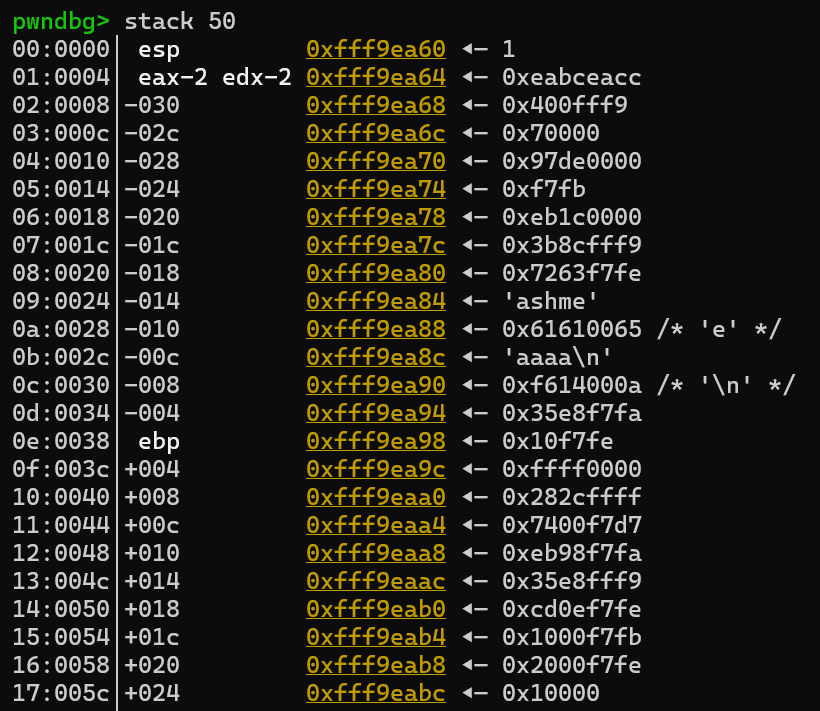 pwndbg> stack 50
00:0000│ esp 0xfff9ea60 ◂— 1
01:0004│ eax-2 edx-2 0xfff9ea64 ◂— 0xeabceacc
02:0008│-030 0xfff9ea68 ◂— 0x400fff9
03:000c│-02c 0xfff9ea6c ◂— 0x70000
04:0010│-028 0xfff9ea70 ◂— 0x97de0000
05:0014│-024 0xfff9ea74 ◂— 0xf7fb
06:0018│-020 0xfff9ea78 ◂— 0xeb1c0000
07:001c│-01c 0xfff9ea7c ◂— 0x3b8cfff9
08:0020│-018 0xfff9ea80 ◂— 0x7263f7fe
09:0024│-014 0xfff9ea84 ◂— 'ashme'
0a:0028│-010 0xfff9ea88 ◂— 0x61610065 /* 'e' */
0b:002c│-00c 0xfff9ea8c ◂— 'aaaa\n'
0c:0030│-008 0xfff9ea90 ◂— 0xf614000a /* '\n' */
0d:0034│-004 0xfff9ea94 ◂— 0x35e8f7fa
0e:0038│ ebp 0xfff9ea98 ◂— 0x10f7fe
0f:003c│+004 0xfff9ea9c ◂— 0xffff0000
10:0040│+008 0xfff9eaa0 ◂— 0x282cffff
11:0044│+00c 0xfff9eaa4 ◂— 0x7400f7d7
12:0048│+010 0xfff9eaa8 ◂— 0xeb98f7fa
13:004c│+014 0xfff9eaac ◂— 0x35e8fff9
14:0050│+018 0xfff9eab0 ◂— 0xcd0ef7fe
15:0054│+01c 0xfff9eab4 ◂— 0x1000f7fb
16:0058│+020 0xfff9eab8 ◂— 0x2000f7fe
17:005c│+024 0xfff9eabc ◂— 0x10000